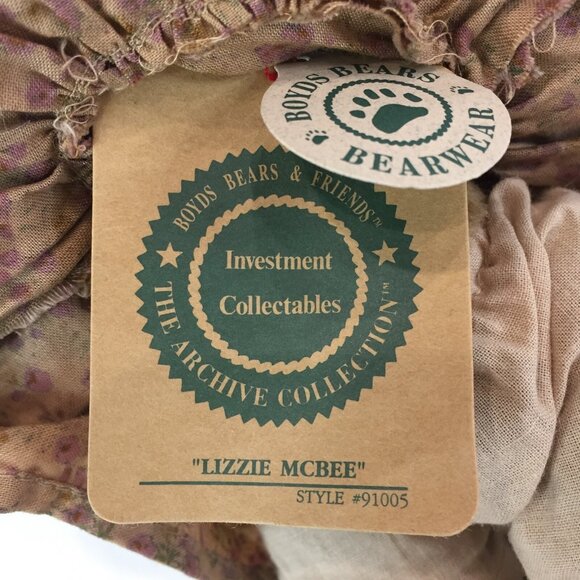 BOYDS BEARS
BEARWEAR
BOYDS BEARS & FRIENDS™
Investment
Collectables
THE ARCHIVE COLLECTION™
"LIZZIE MCBEE"
STYLE #91005